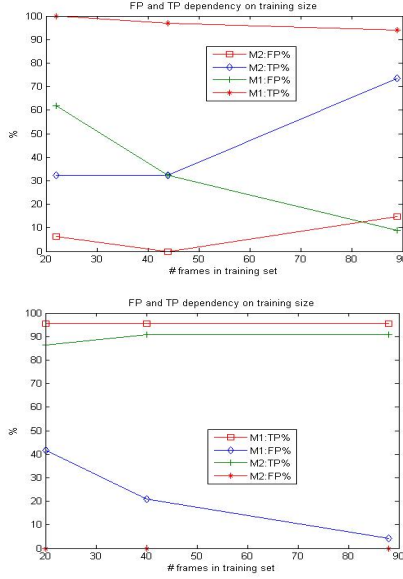 FP and TP dependency on training size
100
90
80
70
60
50
40
30
20
10
0
%
M2:FP%
M2:TP%
M1:FP%
M1:TP%
20 30 40 50 60 70 80 90
# frames in training set
FP and TP dependency on training size
100
90
80
70
60
50
40
30
20
10
0
%
M1:TP%
M1:FP%
M2:TP%
M2:FP%
20 30 40 50 60 70 80 90
# frames in training set